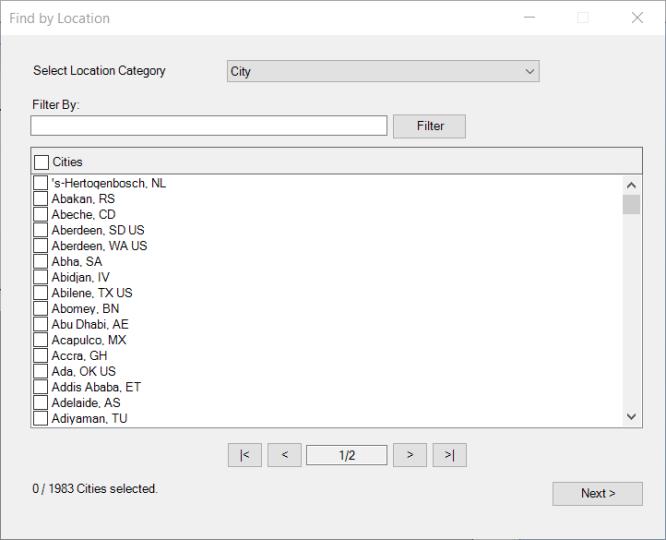 Find by Location
Select Location Category
City
Filter By:
Filter
Cities
's-Hertogenbosch, NL
Abakan, RS
Abeche, CD
Aberdeen, SD US
Aberdeen, WA US
Abha, SA
Abidjan, IV
Abilene, TX US
Abomey, BN
Abu Dhabi, AE
Acapulco, MX
Accra, GH
Ada, OK US
Addis Ababa, ET
Adelaide, AS
Adiyaman, TU
|< < 1/2 > >|
0 / 1983 Cities selected.
Next >